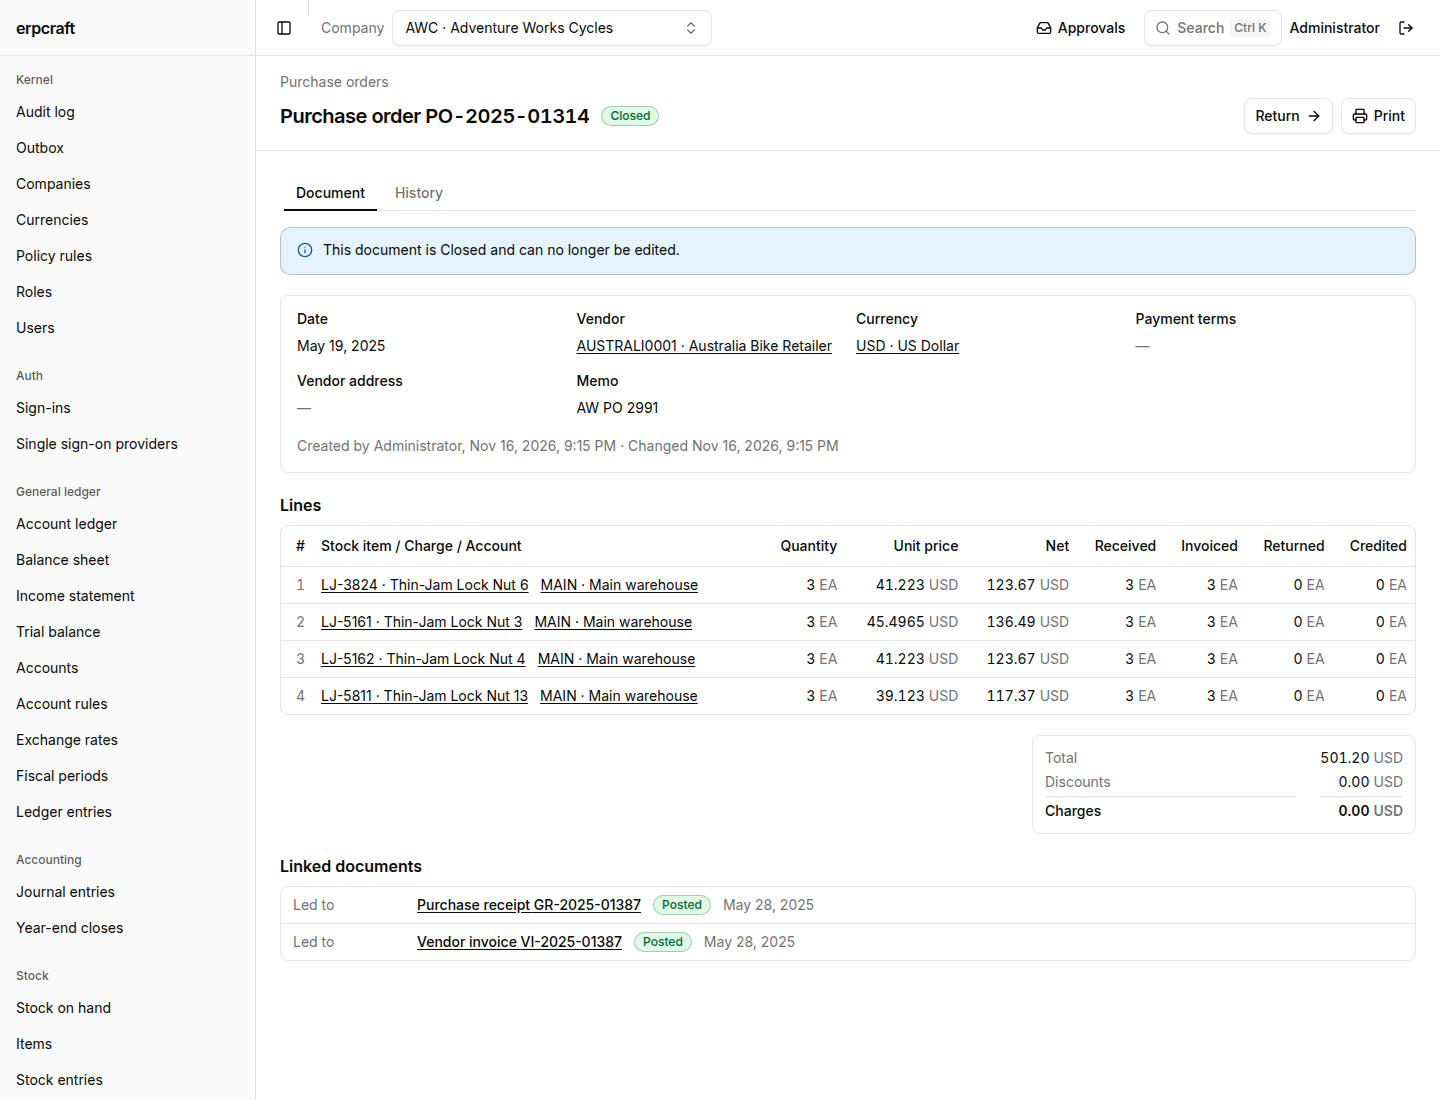 erpcraft
Company
AWC · Adventure Works Cycles
Approvals
Search Ctrl K
Administrator
Kernel
Audit log
Outbox
Companies
Currencies
Policy rules
Roles
Users
Auth
Sign-ins
Single sign-on providers
General ledger
Account ledger
Balance sheet
Income statement
Trial balance
Accounts
Account rules
Exchange rates
Fiscal periods
Ledger entries
Accounting
Journal entries
Year-end closes
Stock
Stock on hand
Items
Stock entries
Purchase orders
Purchase order PO-2025-01314 Closed
Return
Print
Document History
This document is Closed and can no longer be edited.
Date Vendor Currency Payment terms
May 19, 2025 AUSTRALI0001 · Australia Bike Retailer USD · US Dollar —
Vendor address Memo
— AW PO 2991
Created by Administrator, Nov 16, 2026, 9:15 PM · Changed Nov 16, 2026, 9:15 PM
Lines
# Stock item / Charge / Account Quantity Unit price Net Received Invoiced Returned Credited
1 LJ-3824 · Thin-Jam Lock Nut 6 MAIN · Main warehouse 3 EA 41.223 USD 123.67 USD 3 EA 3 EA 0 EA 0 EA
2 LJ-5161 · Thin-Jam Lock Nut 3 MAIN · Main warehouse 3 EA 45.4965 USD 136.49 USD 3 EA 3 EA 0 EA 0 EA
3 LJ-5162 · Thin-Jam Lock Nut 4 MAIN · Main warehouse 3 EA 41.223 USD 123.67 USD 3 EA 3 EA 0 EA 0 EA
4 LJ-5811 · Thin-Jam Lock Nut 13 MAIN · Main warehouse 3 EA 39.123 USD 117.37 USD 3 EA 3 EA 0 EA 0 EA
Total 501.20 USD
Discounts 0.00 USD
Charges 0.00 USD
Linked documents
Led to Purchase receipt GR-2025-01387 Posted May 28, 2025
Led to Vendor invoice VI-2025-01387 Posted May 28, 2025